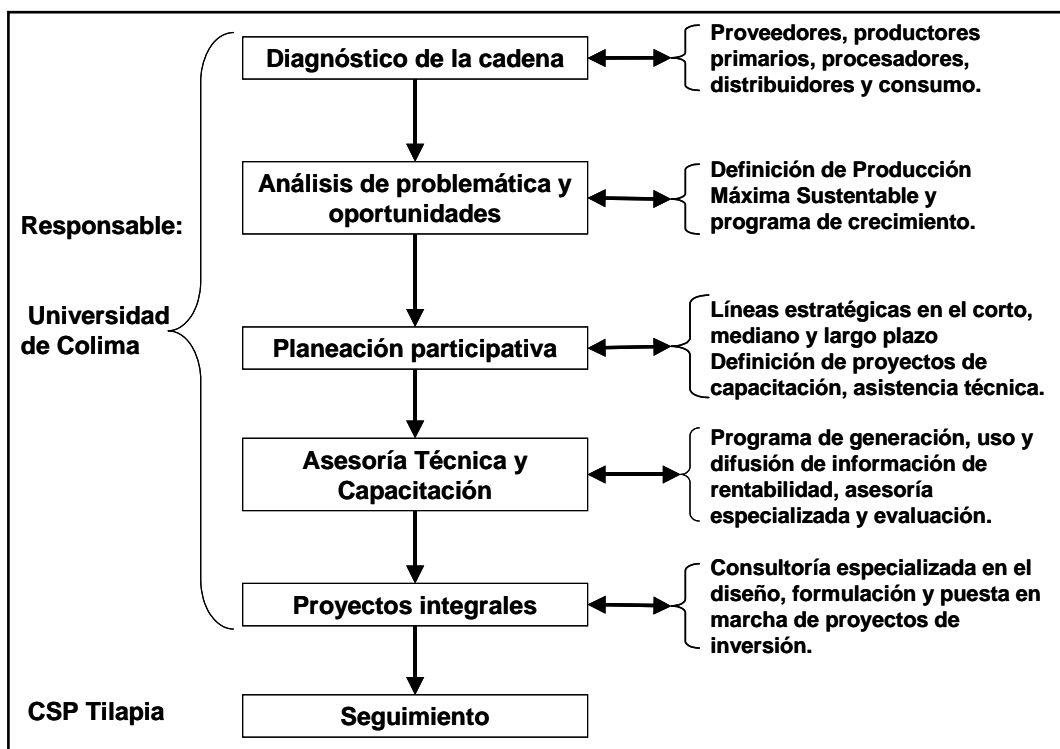 Diagnóstico de la cadena
Proveedores, productores
primarios, procesadores,
distribuidores y consumo.
Análisis de problemática y
oportunidades
Definición de Producción
Máxima Sustentable y
programa de crecimiento.
Responsable:
Universidad
de Colima
Planeación participativa
Líneas estratégicas en el corto,
mediano y largo plazo
Definición de proyectos de
capacitación, asistencia técnica.
Asesoría Técnica y
Capacitación
Programa de generación, uso y
difusión de información de
rentabilidad, asesoría
especializada y evaluación.
Proyectos integrales
Consultoría especializada en el
diseño, formulación y puesta en
marcha de proyectos de
inversión.
CSP Tilapia
Seguimiento